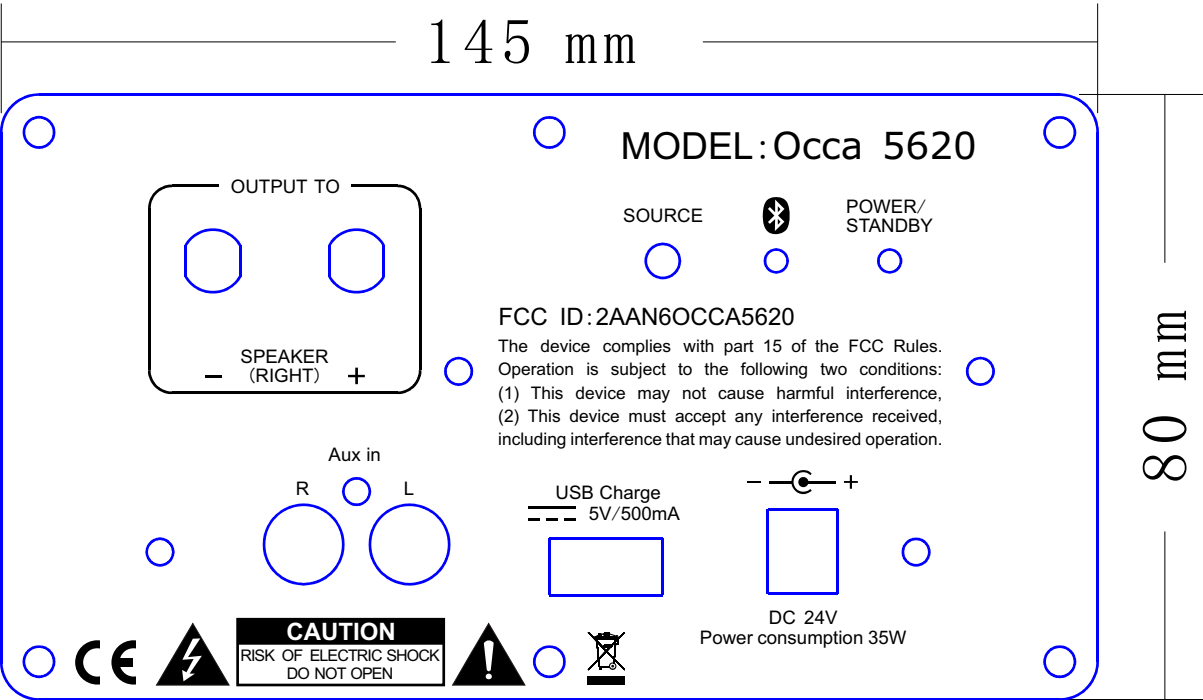 145 mm
MODEL:Occa 5620
OUTPUT TO
SOURCE
POWER/
STANDBY
FCC ID:2AAN6OCCA5620
The device complies with part 15 of the FCC Rules.
Operation is subject to the following two conditions:
(1) This device may not cause harmful interference,
(2) This device must accept any interference received,
including interference that may cause undesired operation.
SPEAKER
− (RIGHT) +
80 mm
Aux in
R L
USB Charge
5V/500mA
− +
DC 24V
Power consumption 35W
CE
CAUTION
RISK OF ELECTRIC SHOCK
DO NOT OPEN